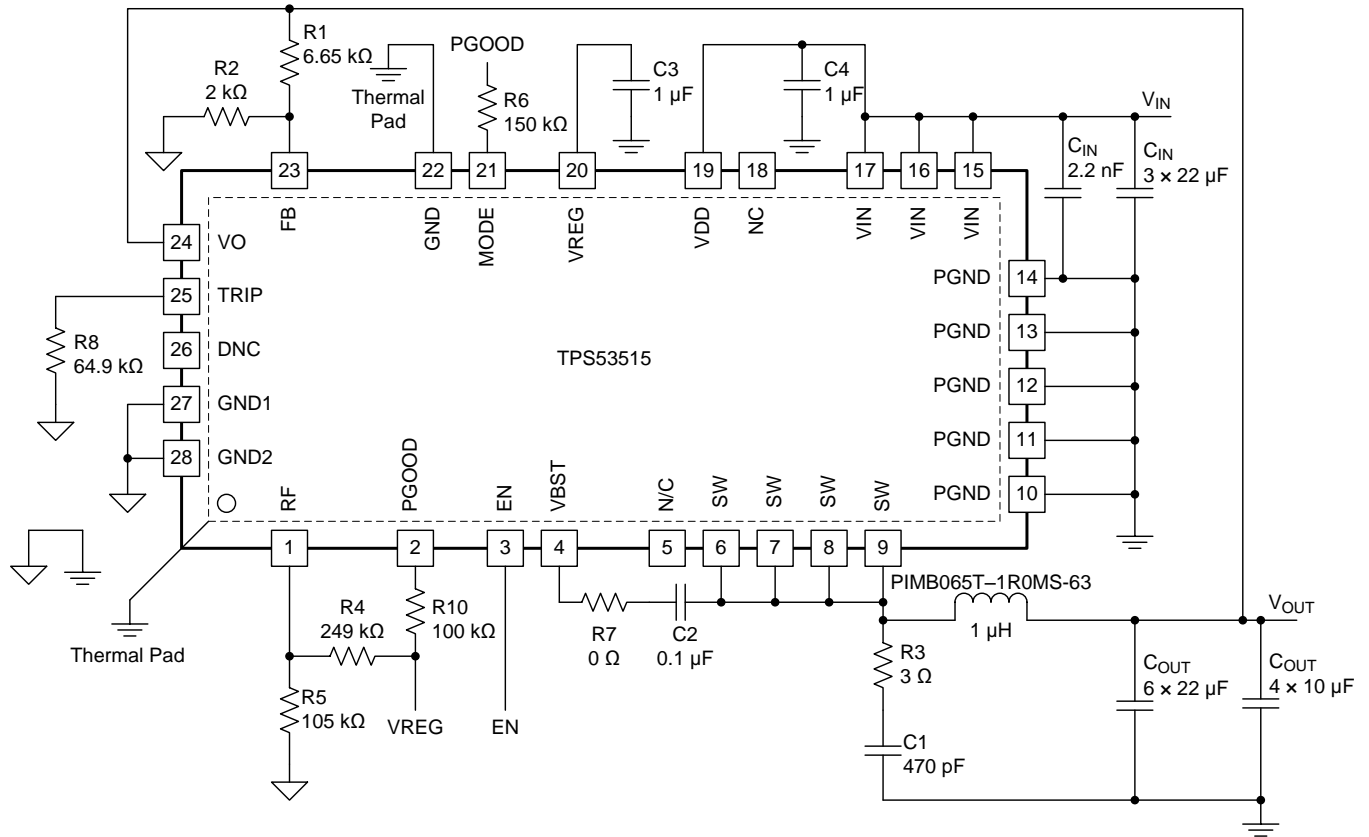 R1
6.65 kΩ
R2
2 kΩ
Thermal
Pad
PGOOD
R6
150 kΩ
C3
1 µF
C4
1 µF
VIN
CIN
2.2 nF
CIN
3 × 22 µF
23
22
21
20
19
18
17
16
15
FB
GND
MODE
VREG
VDD
NC
VIN
VIN
VIN
24
VO
25
TRIP
26
DNC
27
GND1
28
GND2
R8
64.9 kΩ
TPS53515
PGND
14
PGND
13
PGND
12
PGND
11
PGND
10
RF
PGOOD
EN
VBST
N/C
SW
SW
SW
SW
1
2
3
4
5
6
7
8
9
Thermal Pad
R4
249 kΩ
R10
100 kΩ
R5
105 kΩ
VREG
EN
R7
0 Ω
C2
0.1 µF
PIMB065T–1R0MS-63
1 µH
VOUT
R3
3 Ω
C1
470 pF
COUT
6 × 22 µF
COUT
4 × 10 µF